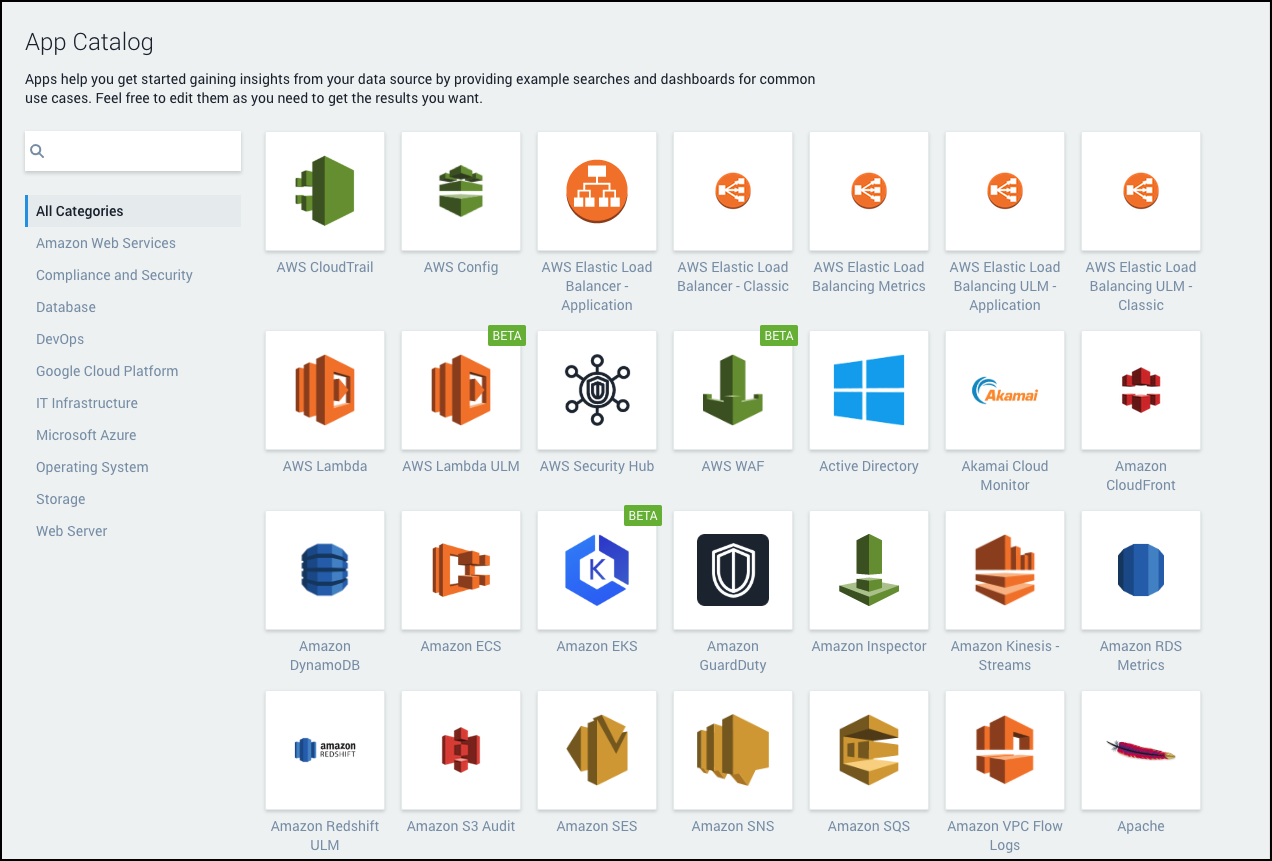 App Catalog
Apps help you get started gaining insights from your data source by providing example searches and dashboards for common
use cases. Feel free to edit them as you need to get the results you want.
All Categories
Amazon Web Services
Compliance and Security
Database
DevOps
Google Cloud Platform
IT Infrastructure
Microsoft Azure
Operating System
Storage
Web Server
AWS CloudTrail
AWS Config
AWS Elastic Load
Balancer -
Application
AWS Elastic Load
Balancer - Classic
AWS Elastic Load
Balancing Metrics
AWS Elastic Load
Balancing ULM -
Application
AWS Elastic Load
Balancing ULM -
Classic
AWS Lambda
BETA
AWS Lambda ULM
AWS Security Hub
BETA
AWS WAF
Active Directory
Akamai
Akamai Cloud
Monitor
Amazon
CloudFront
Amazon
DynamoDB
Amazon ECS
BETA
K
Amazon EKS
Amazon
GuardDuty
Amazon Inspector
Amazon Kinesis -
Streams
Amazon RDS
Metrics
amazon
REDSHIFT
Amazon Redshift
ULM
Amazon S3 Audit
Amazon SES
Amazon SNS
Amazon SQS
Amazon VPC Flow
Logs
Apache